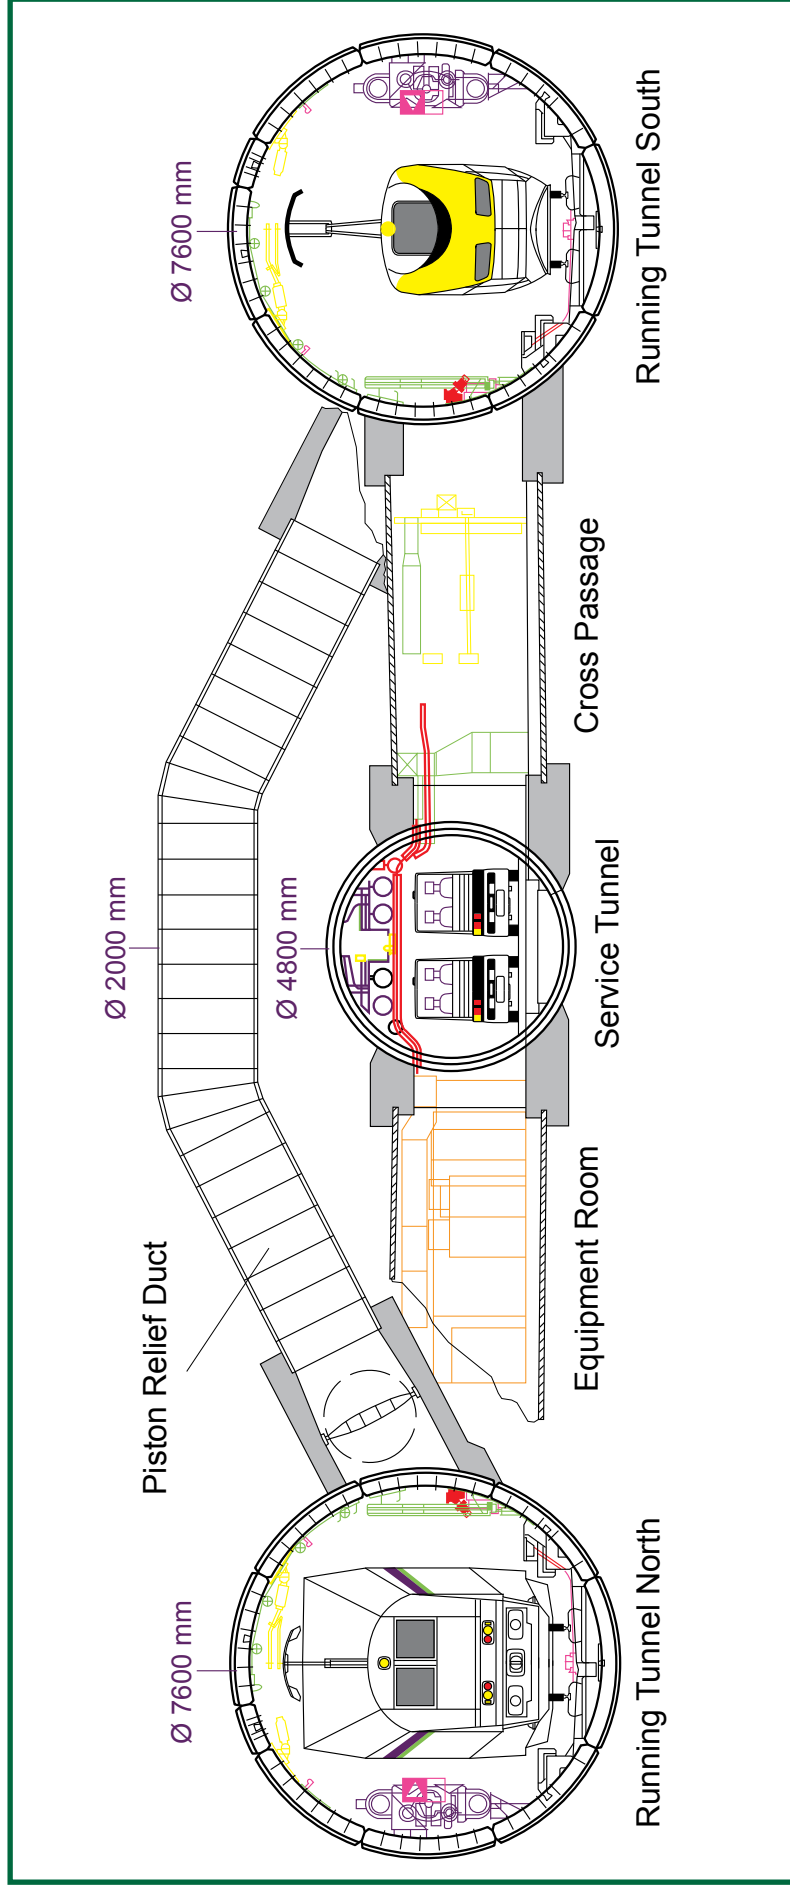 Piston Relief Duct
Ø 7600 mm
Ø 2000 mm
Ø 4800 mm
Ø 7600 mm
Running Tunnel North
Equipment Room
Service Tunnel
Cross Passage
Running Tunnel South